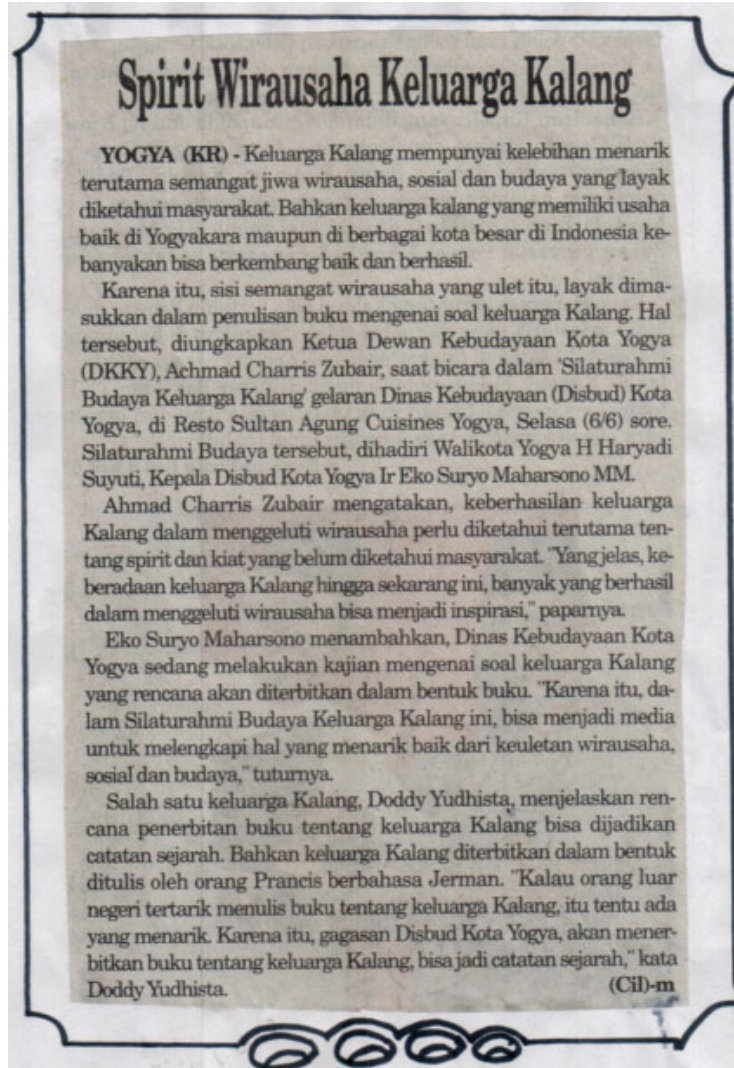 Spirit Wirausaha Keluarga Kalang
YOGYA (KR) - Keluarga Kalang mempunyai kelebihan menarik
terutama semangat jiwa wirausaha, sosial dan budaya yang layak
diketahui masyarakat. Bahkan keluarga kalang yang memiliki usaha
baik di Yogyakara maupun di berbagai kota besar di Indonesia ke-
banyakan bisa berkembang baik dan berhasil.
Karena itu, sisi semangat wirausaha yang ulet itu, layak dima-
sukkan dalam penulisan buku mengenai soal keluarga Kalang. Hal
tersebut, diungkapkan Ketua Dewan Kebudayaan Kota Yogya
(DKKY), Achmad Charris Zubair, saat bicara dalam 'Silaturahmi
Budaya Keluarga Kalang' gelaran Dinas Kebudayaan (Disbud) Kota
Yogya, di Resto Sultan Agung Cuisines Yogya, Selasa (6/6) sore.
Silaturahmi Budaya tersebut, dihadiri Walikota Yogya H Haryadi
Suyuti, Kepala Disbud Kota Yogya Ir Eko Suryo Maharsono MM.
Ahmad Charris Zubair mengatakan, keberhasilan keluarga
Kalang dalam menggeluti wirausaha perlu diketahui terutama ten-
tang spirit dan kiat yang belum diketahui masyarakat. "Yang jelas, ke-
beradaan keluarga Kalang hingga sekarang ini, banyak yang berhasil
dalam menggeluti wirausaha bisa menjadi inspirasi," paparnya.
Eko Suryo Maharsono menambahkan, Dinas Kebudayaan Kota
Yogya sedang melakukan kajian mengenai soal keluarga Kalang
yang rencana akan diterbitkan dalam bentuk buku. "Karena itu, da-
lam Silaturahmi Budaya Keluarga Kalang ini, bisa menjadi media
untuk melengkapi hal yang menarik baik dari keuletan wirausaha,
sosial dan budaya," tuturnya.
Salah satu keluarga Kalang, Doddy Yudhista, menjelaskan ren-
cana penerbitan buku tentang keluarga Kalang bisa dijadikan
catatan sejarah. Bahkan keluarga Kalang diterbitkan dalam bentuk
ditulis oleh orang Prancis berbahasa Jerman. "Kalau orang luar
negeri tertarik menulis buku tentang keluarga Kalang, itu tentu ada
yang menarik. Karena itu, gagasan Disbud Kota Yogya, akan mener-
bitkan buku tentang keluarga Kalang, bisa jadi catatan sejarah," kata
Doddy Yudhista. (Cil)-m